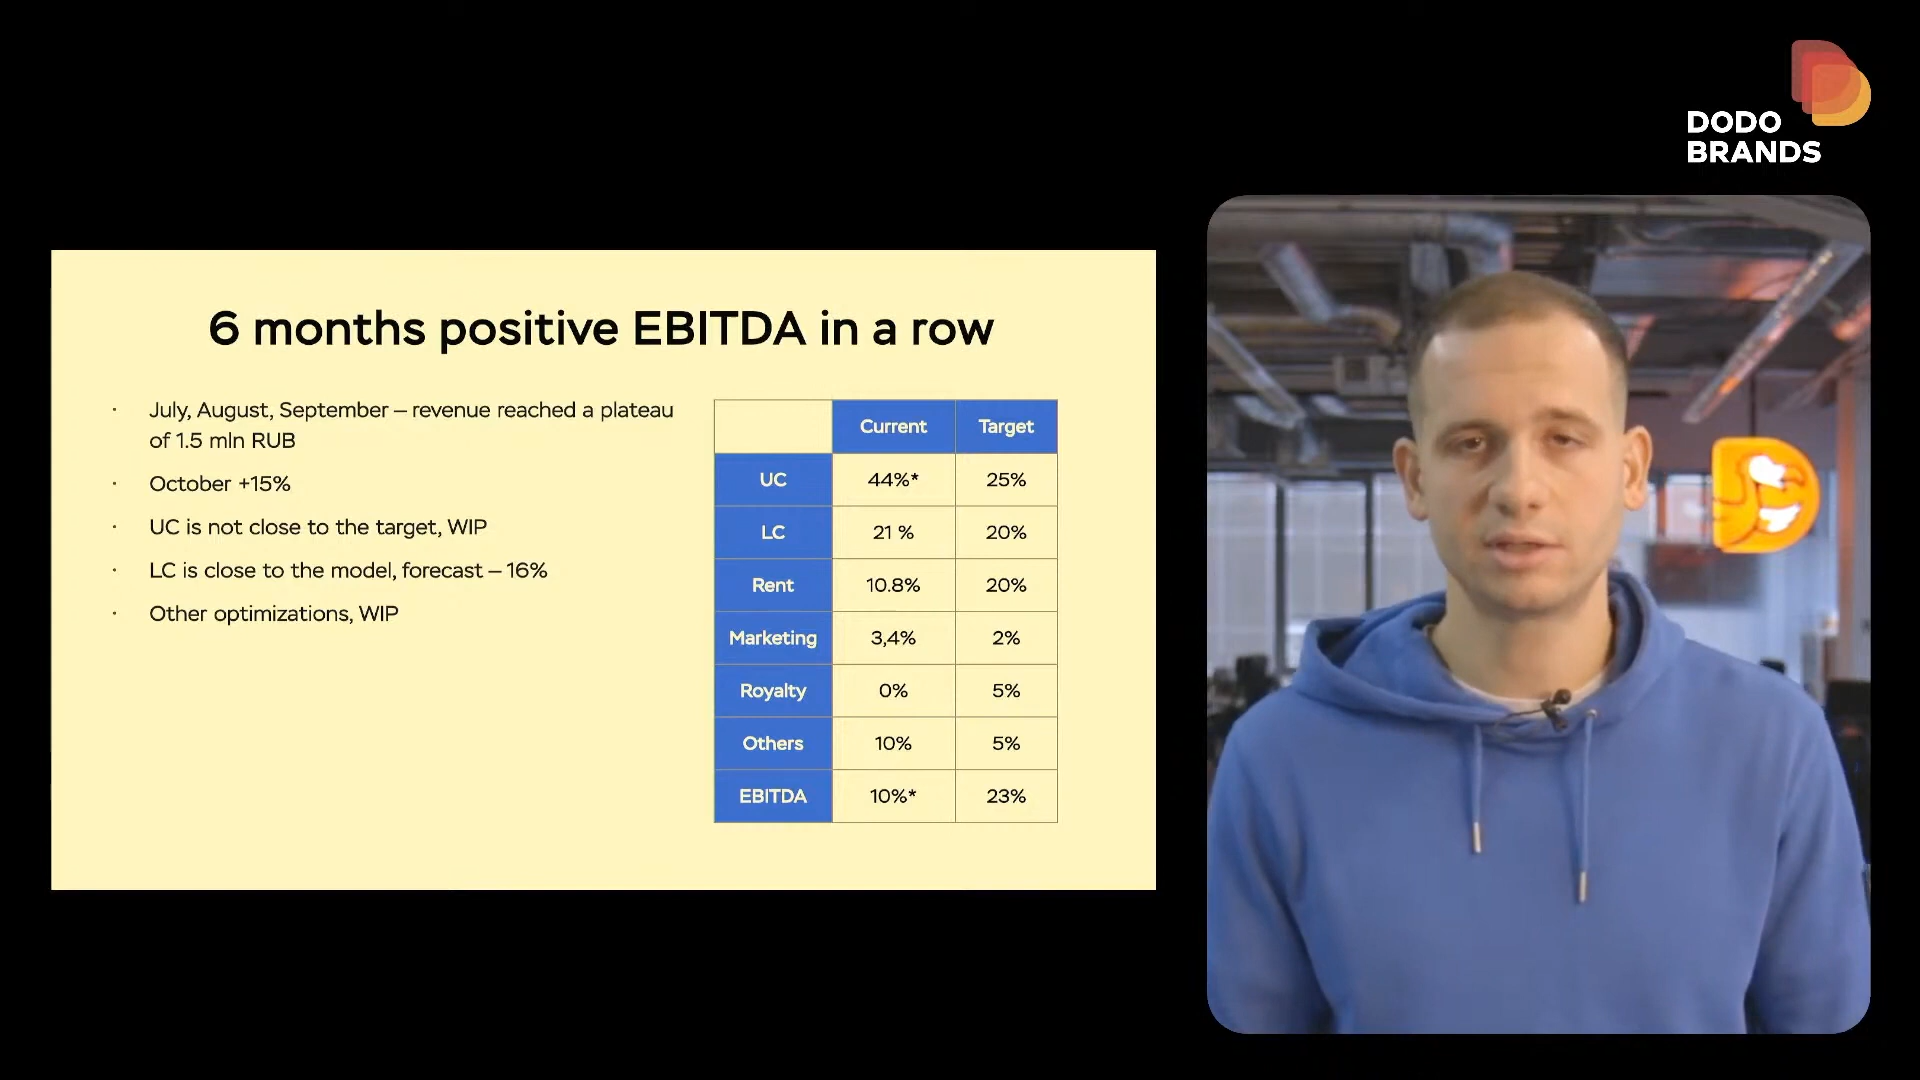 DODO
BRANDS
6 months positive EBITDA in a row
· July, August, September – revenue reached a plateau
of 1.5 mln RUB
· October +15%
· UC is not close to the target, WIP
· LC is close to the model, forecast – 16%
· Other optimizations, WIP
Current Target
UC 44%* 25%
LC 21 % 20%
Rent 10.8% 20%
Marketing 3,4% 2%
Royalty 0% 5%
Others 10% 5%
EBITDA 10%* 23%